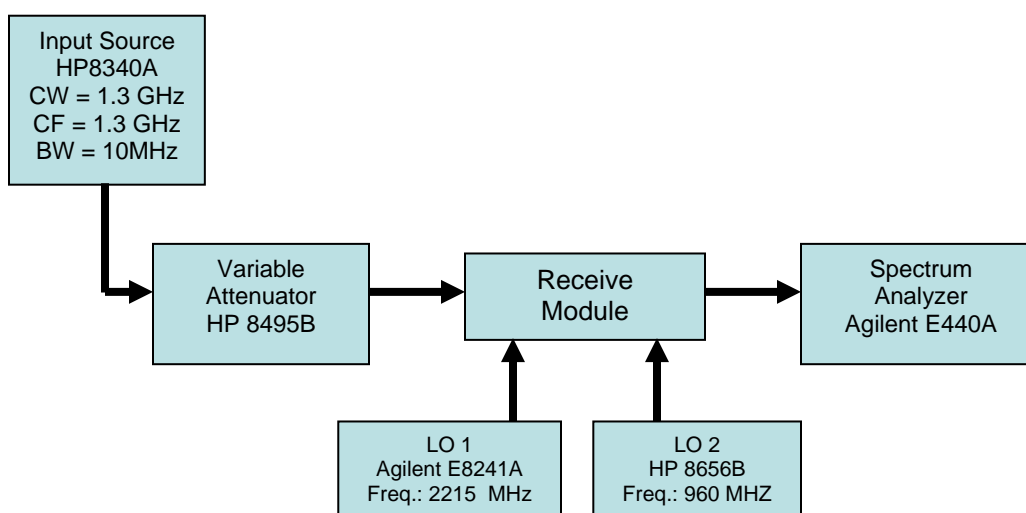 Input Source
HP8340A
CW = 1.3 GHz
CF = 1.3 GHz
BW = 10MHz
Variable
Attenuator
HP 8495B
Receive
Module
Spectrum
Analyzer
Agilent E440A
LO 1
Agilent E8241A
Freq.: 2215 MHz
LO 2
HP 8656B
Freq.: 960 MHZ